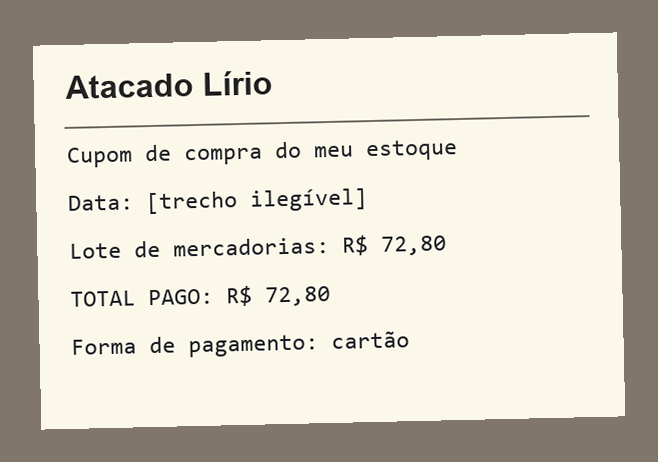 Atacado Lírio
Cupom de compra do meu estoque
Data: [trecho ilegível]
Lote de mercadorias: R$ 72,80
TOTAL PAGO: R$ 72,80
Forma de pagamento: cartão